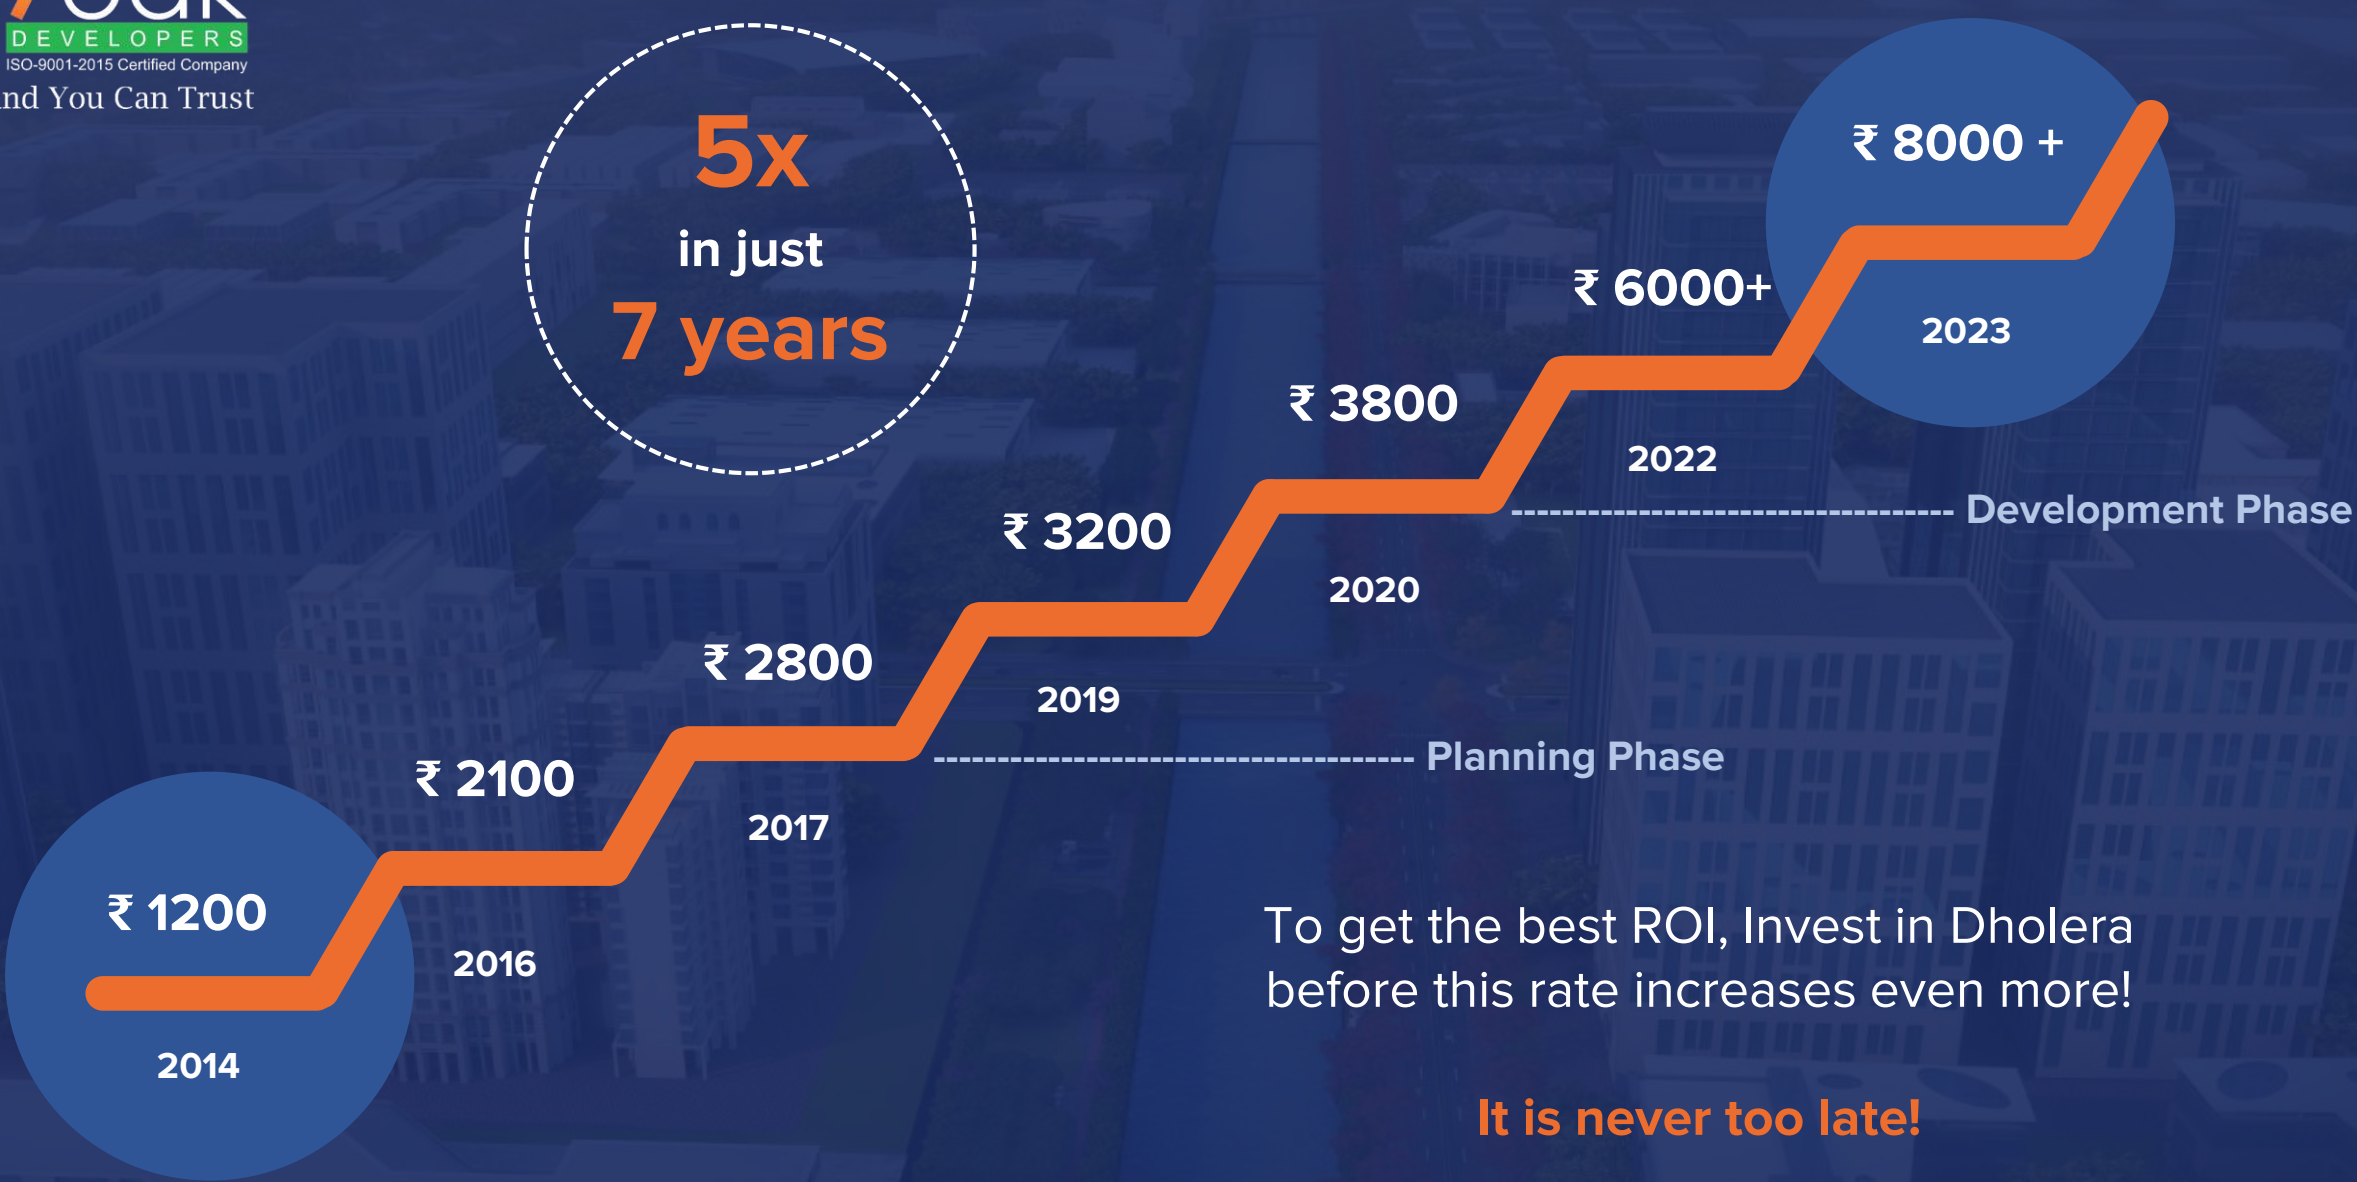 DEVELOPERS
ISO-9001-2015 Certified Company
You Can Trust
5x
in just
7 years
₹ 8000 +
2023
₹ 6000+
2022
Development Phase
₹ 3800
2020
₹ 3200
2019
Planning Phase
₹ 2800
2017
₹ 2100
2016
₹ 1200
2014
To get the best ROI, Invest in Dholera
before this rate increases even more!
It is never too late!